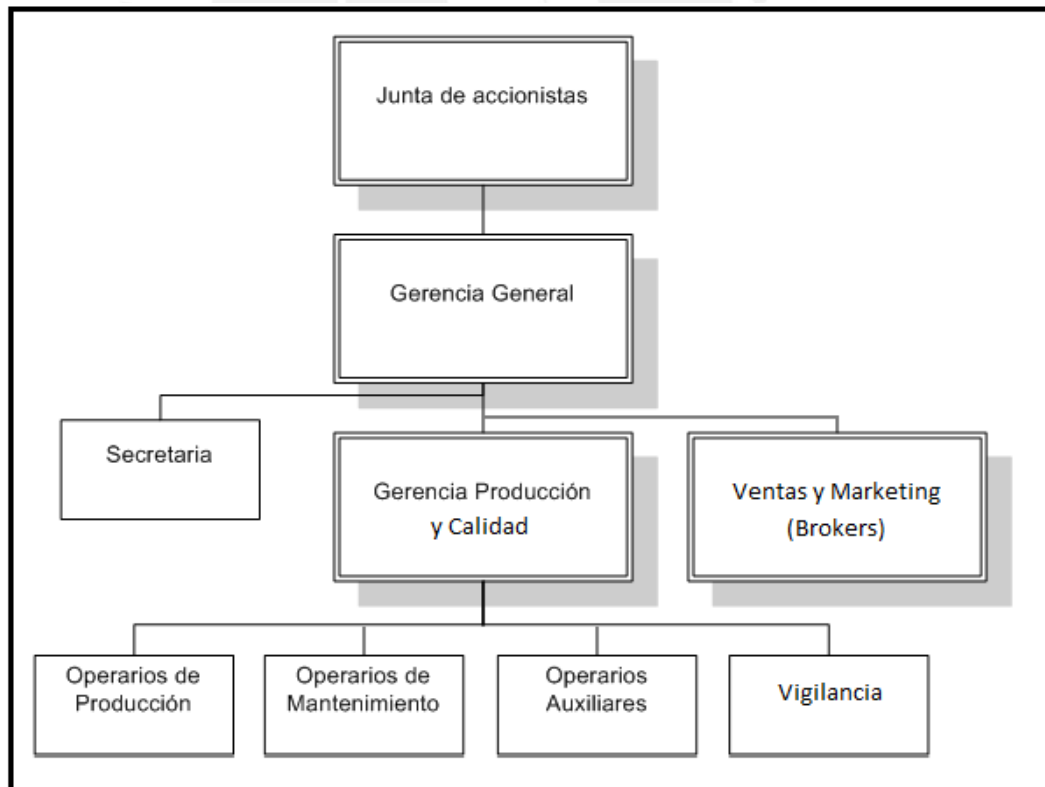 Junta de accionistas
Gerencia General
Secretaria
Gerencia Producción
y Calidad
Ventas y Marketing
(Brokers)
Operarios de
Producción
Operarios de
Mantenimiento
Operarios
Auxiliares
Vigilancia